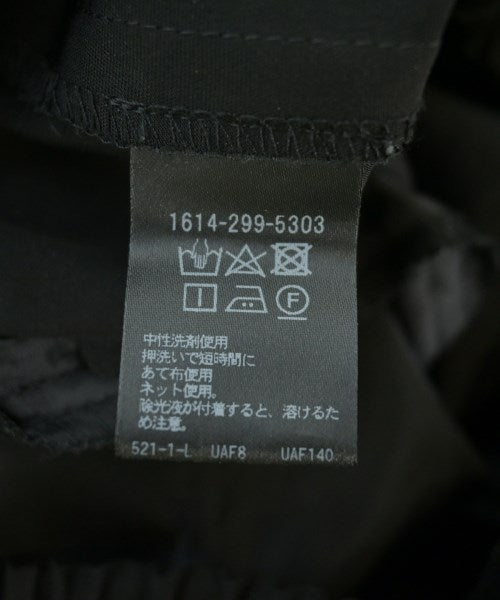 1614-299-5303
中性洗剤使用
押洗いで短時間に
あて布使用
ネット使用。
除光液が付着すると、溶けるた
め注意。
521-1-L UAF8 UAF140